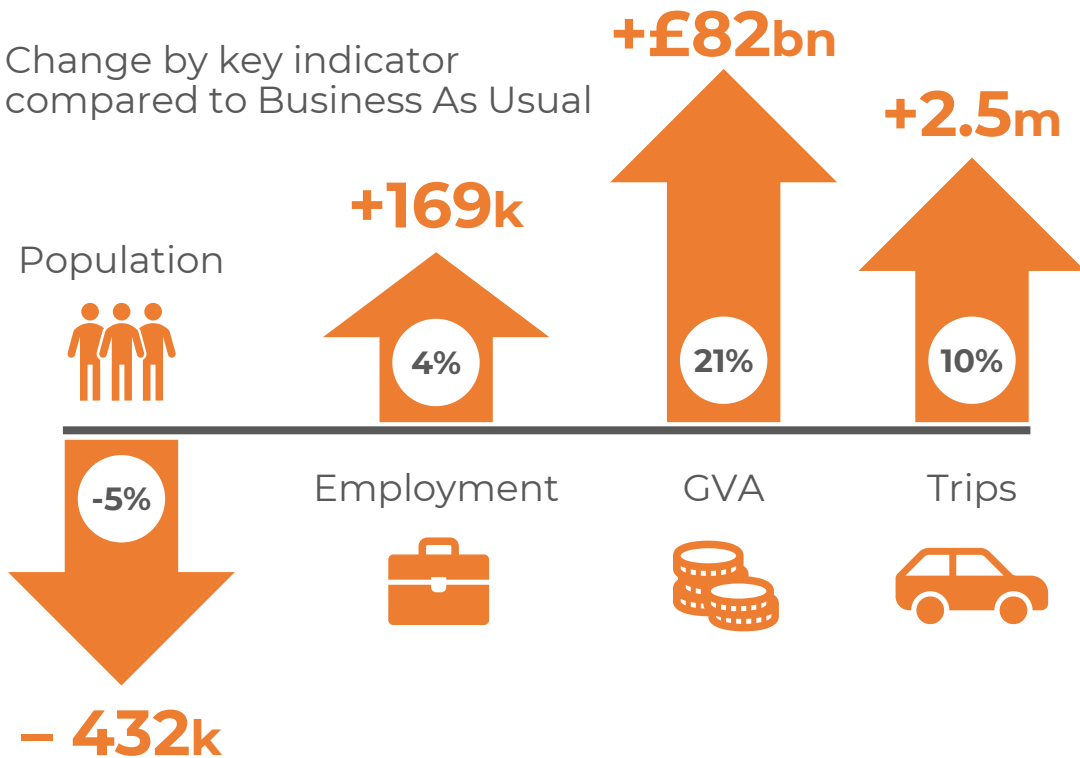 Change by key indicator
compared to Business As Usual
Population
-5%
– 432k
+169k
4%
Employment
+£82bn
21%
GVA
+2.5m
10%
Trips